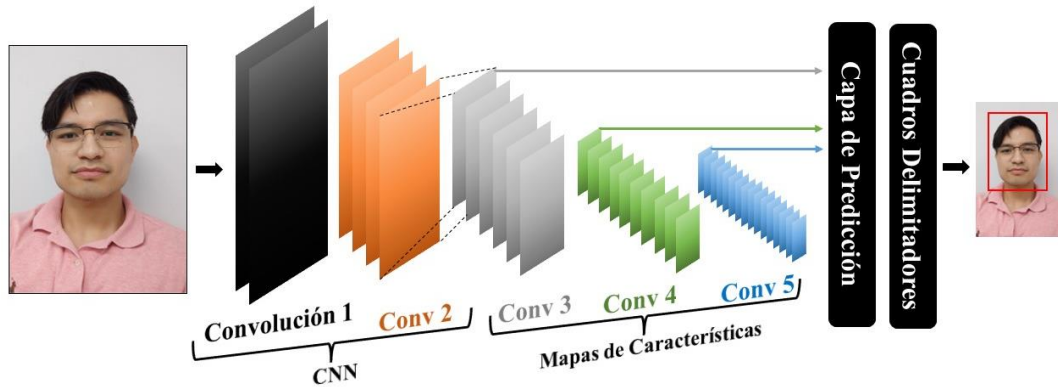 Convolución 1
Conv 2
Conv 3
Conv 4
Conv 5
CNN
Mapas de Características
Capa de Predicción
Cuadros Delimitadores